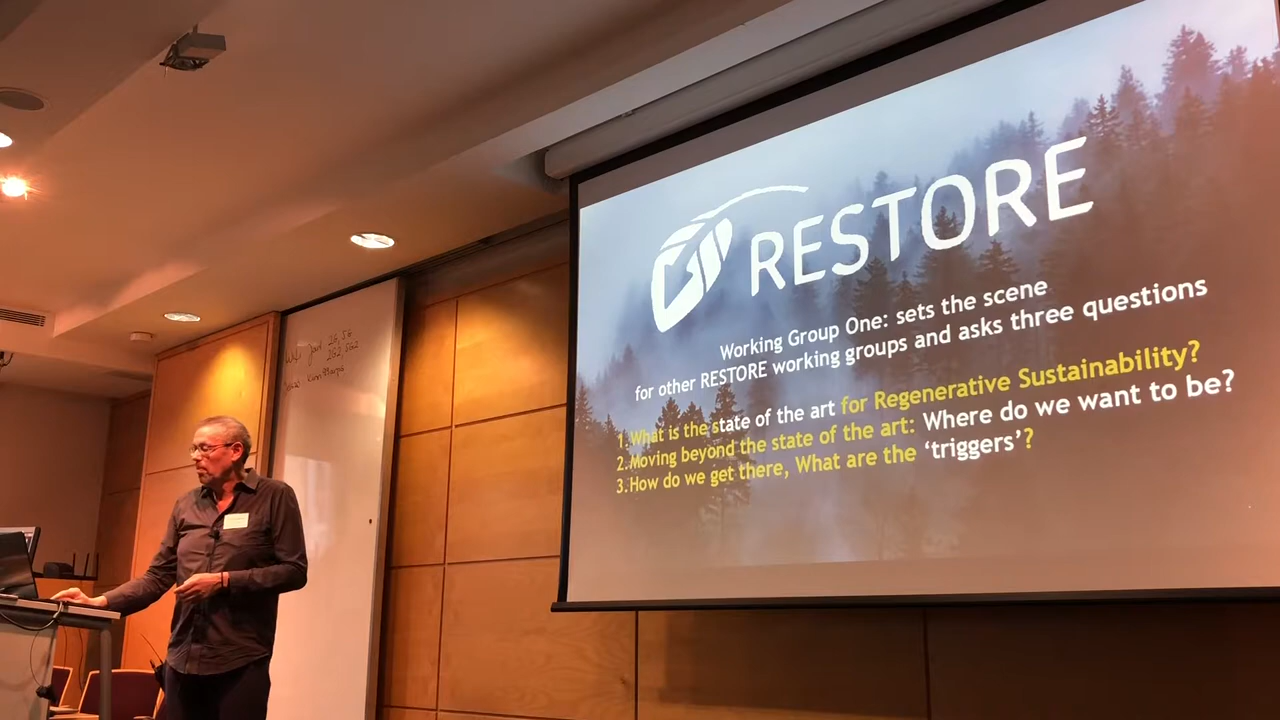 RESTORE
Working Group One: sets the scene
for other RESTORE working groups and asks three questions
1. What is the state of the art for Regenerative Sustainability?
2. Moving beyond the state of the art: Where do we want to be?
3. How do we get there, What are the ‘triggers’?